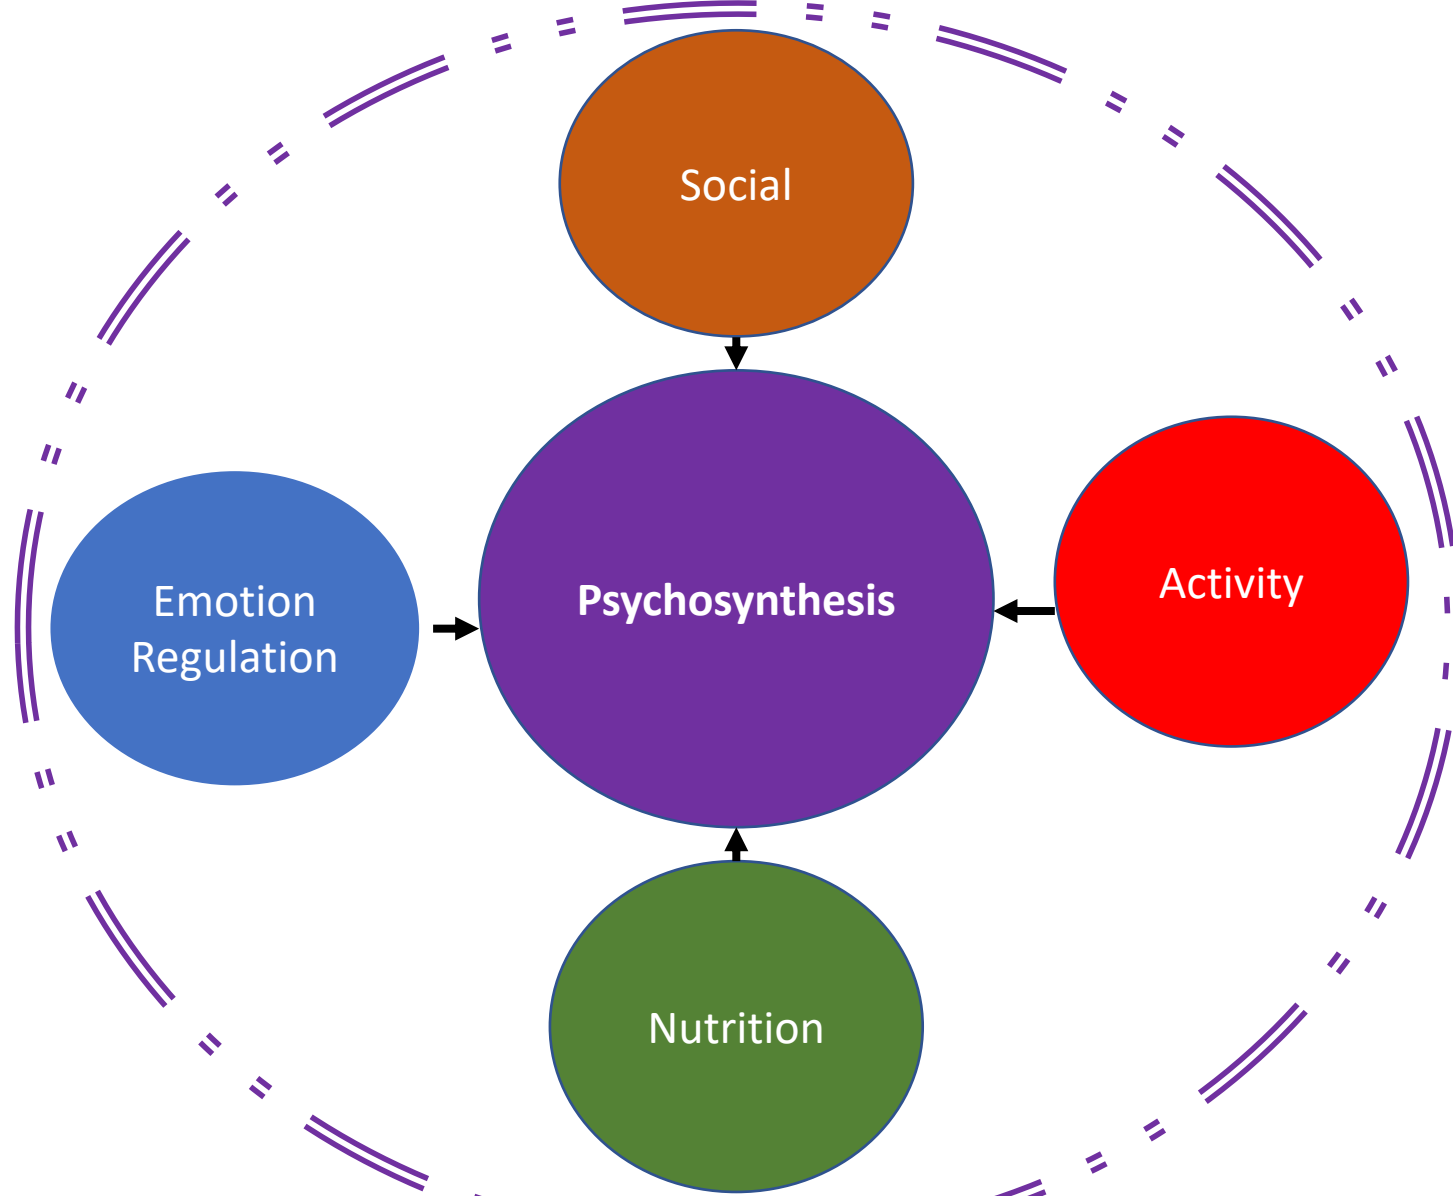 Social
Emotion
Regulation
Psychosynthesis
Activity
Nutrition